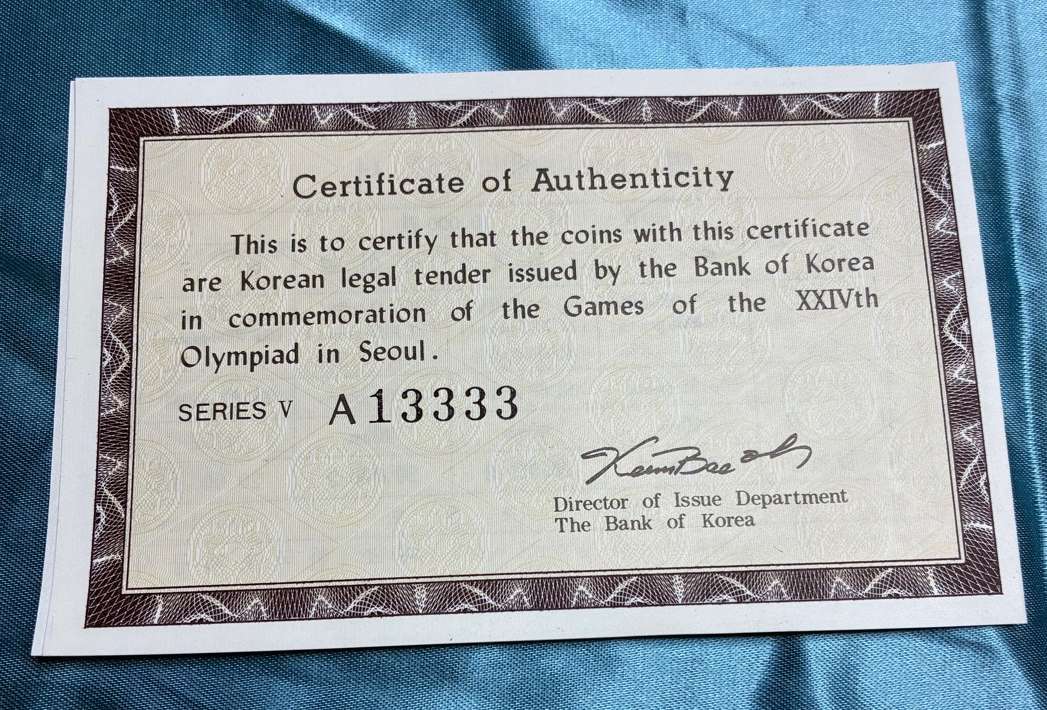 Certificate of Authenticity
This is to certify that the coins with this certificate
are Korean legal tender issued by the Bank of Korea
in commemoration of the Games of the XXIVth
Olympiad in Seoul.
SERIES V A13333
Director of Issue Department
The Bank of Korea